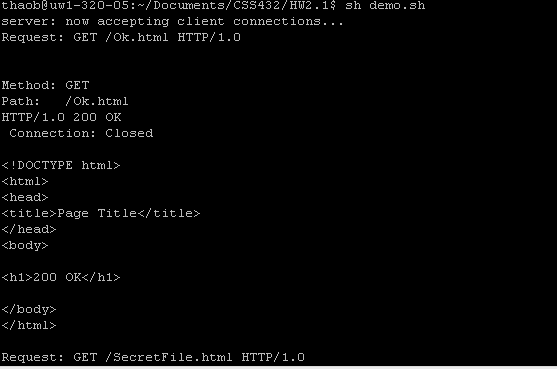 thaob@uw1-320-05:~/Documents/CSS432/HW2.1$ sh demo.sh
server: now accepting client connections...
Request: GET /Ok.html HTTP/1.0
Method: GET
Path:   /Ok.html
HTTP/1.0 200 OK
 Connection: Closed
<!DOCTYPE html>
<html>
<head>
<title>Page Title</title>
</head>
<body>
<h1>200 OK</h1>
</body>
</html>
Request: GET /SecretFile.html HTTP/1.0